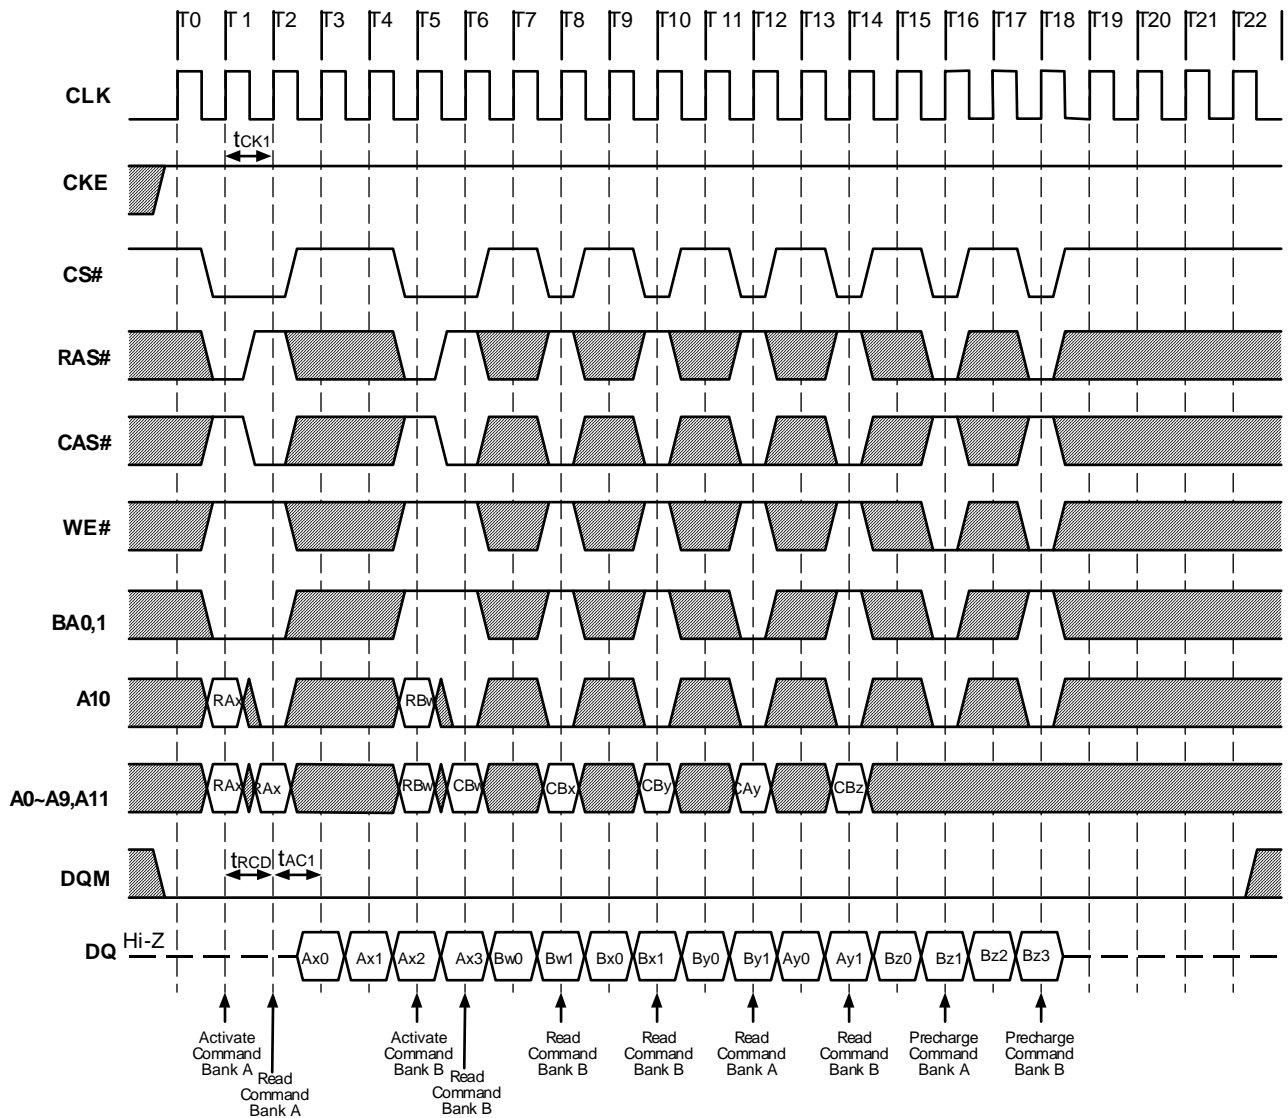 T0 T 1 T2 T3 T4 T5 T6 T7 T8 T9 T10 T 11 T12 T13 T14 T15 T16 T17 T18 T19 T20 T21 T22
CLK
tCK1
CKE
CS#
RAS#
CAS#
WE#
BA0,1
A10 RAx RBw
A0~A9,A11 RAx RAx RBw CBw CBx CBy CAy CBz
DQM tRCD tAC1
DQ Hi-Z Ax0 Ax1 Ax2 Ax3 Bw0 Bw1 Bx0 Bx1 By0 By1 Ay0 Ay1 Bz0 Bz1 Bz2 Bz3
Activate
Command
Bank A
Read
Command
Bank A
Activate
Command
Bank B
Read
Command
Bank B
Read
Command
Bank B
Read
Command
Bank B
Read
Command
Bank A
Read
Command
Bank B
Precharge
Command
Bank A
Precharge
Command
Bank B